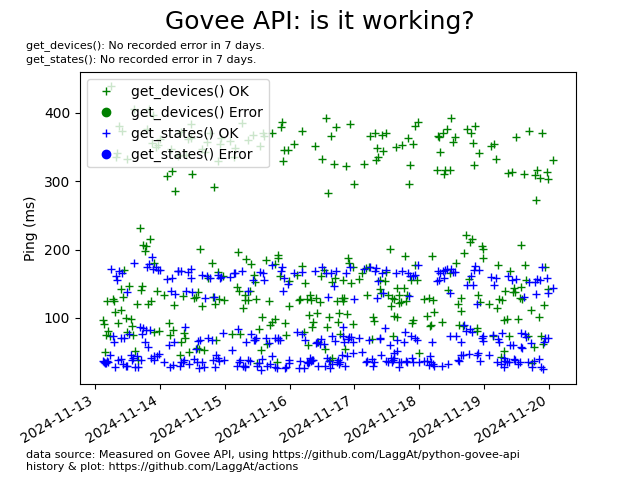 Govee API: is it working?
get_devices(): No recorded error in 7 days.
get_states(): No recorded error in 7 days.
get_devices() OK
get_devices() Error
get_states() OK
get_states() Error
Ping (ms)
400
300
200
100
2024-11-13
2024-11-14
2024-11-15
2024-11-16
2024-11-17
2024-11-18
2024-11-19
2024-11-20
data source: Measured on Govee API, using https://github.com/LaggAt/python-govee-api
history & plot: https://github.com/LaggAt/actions